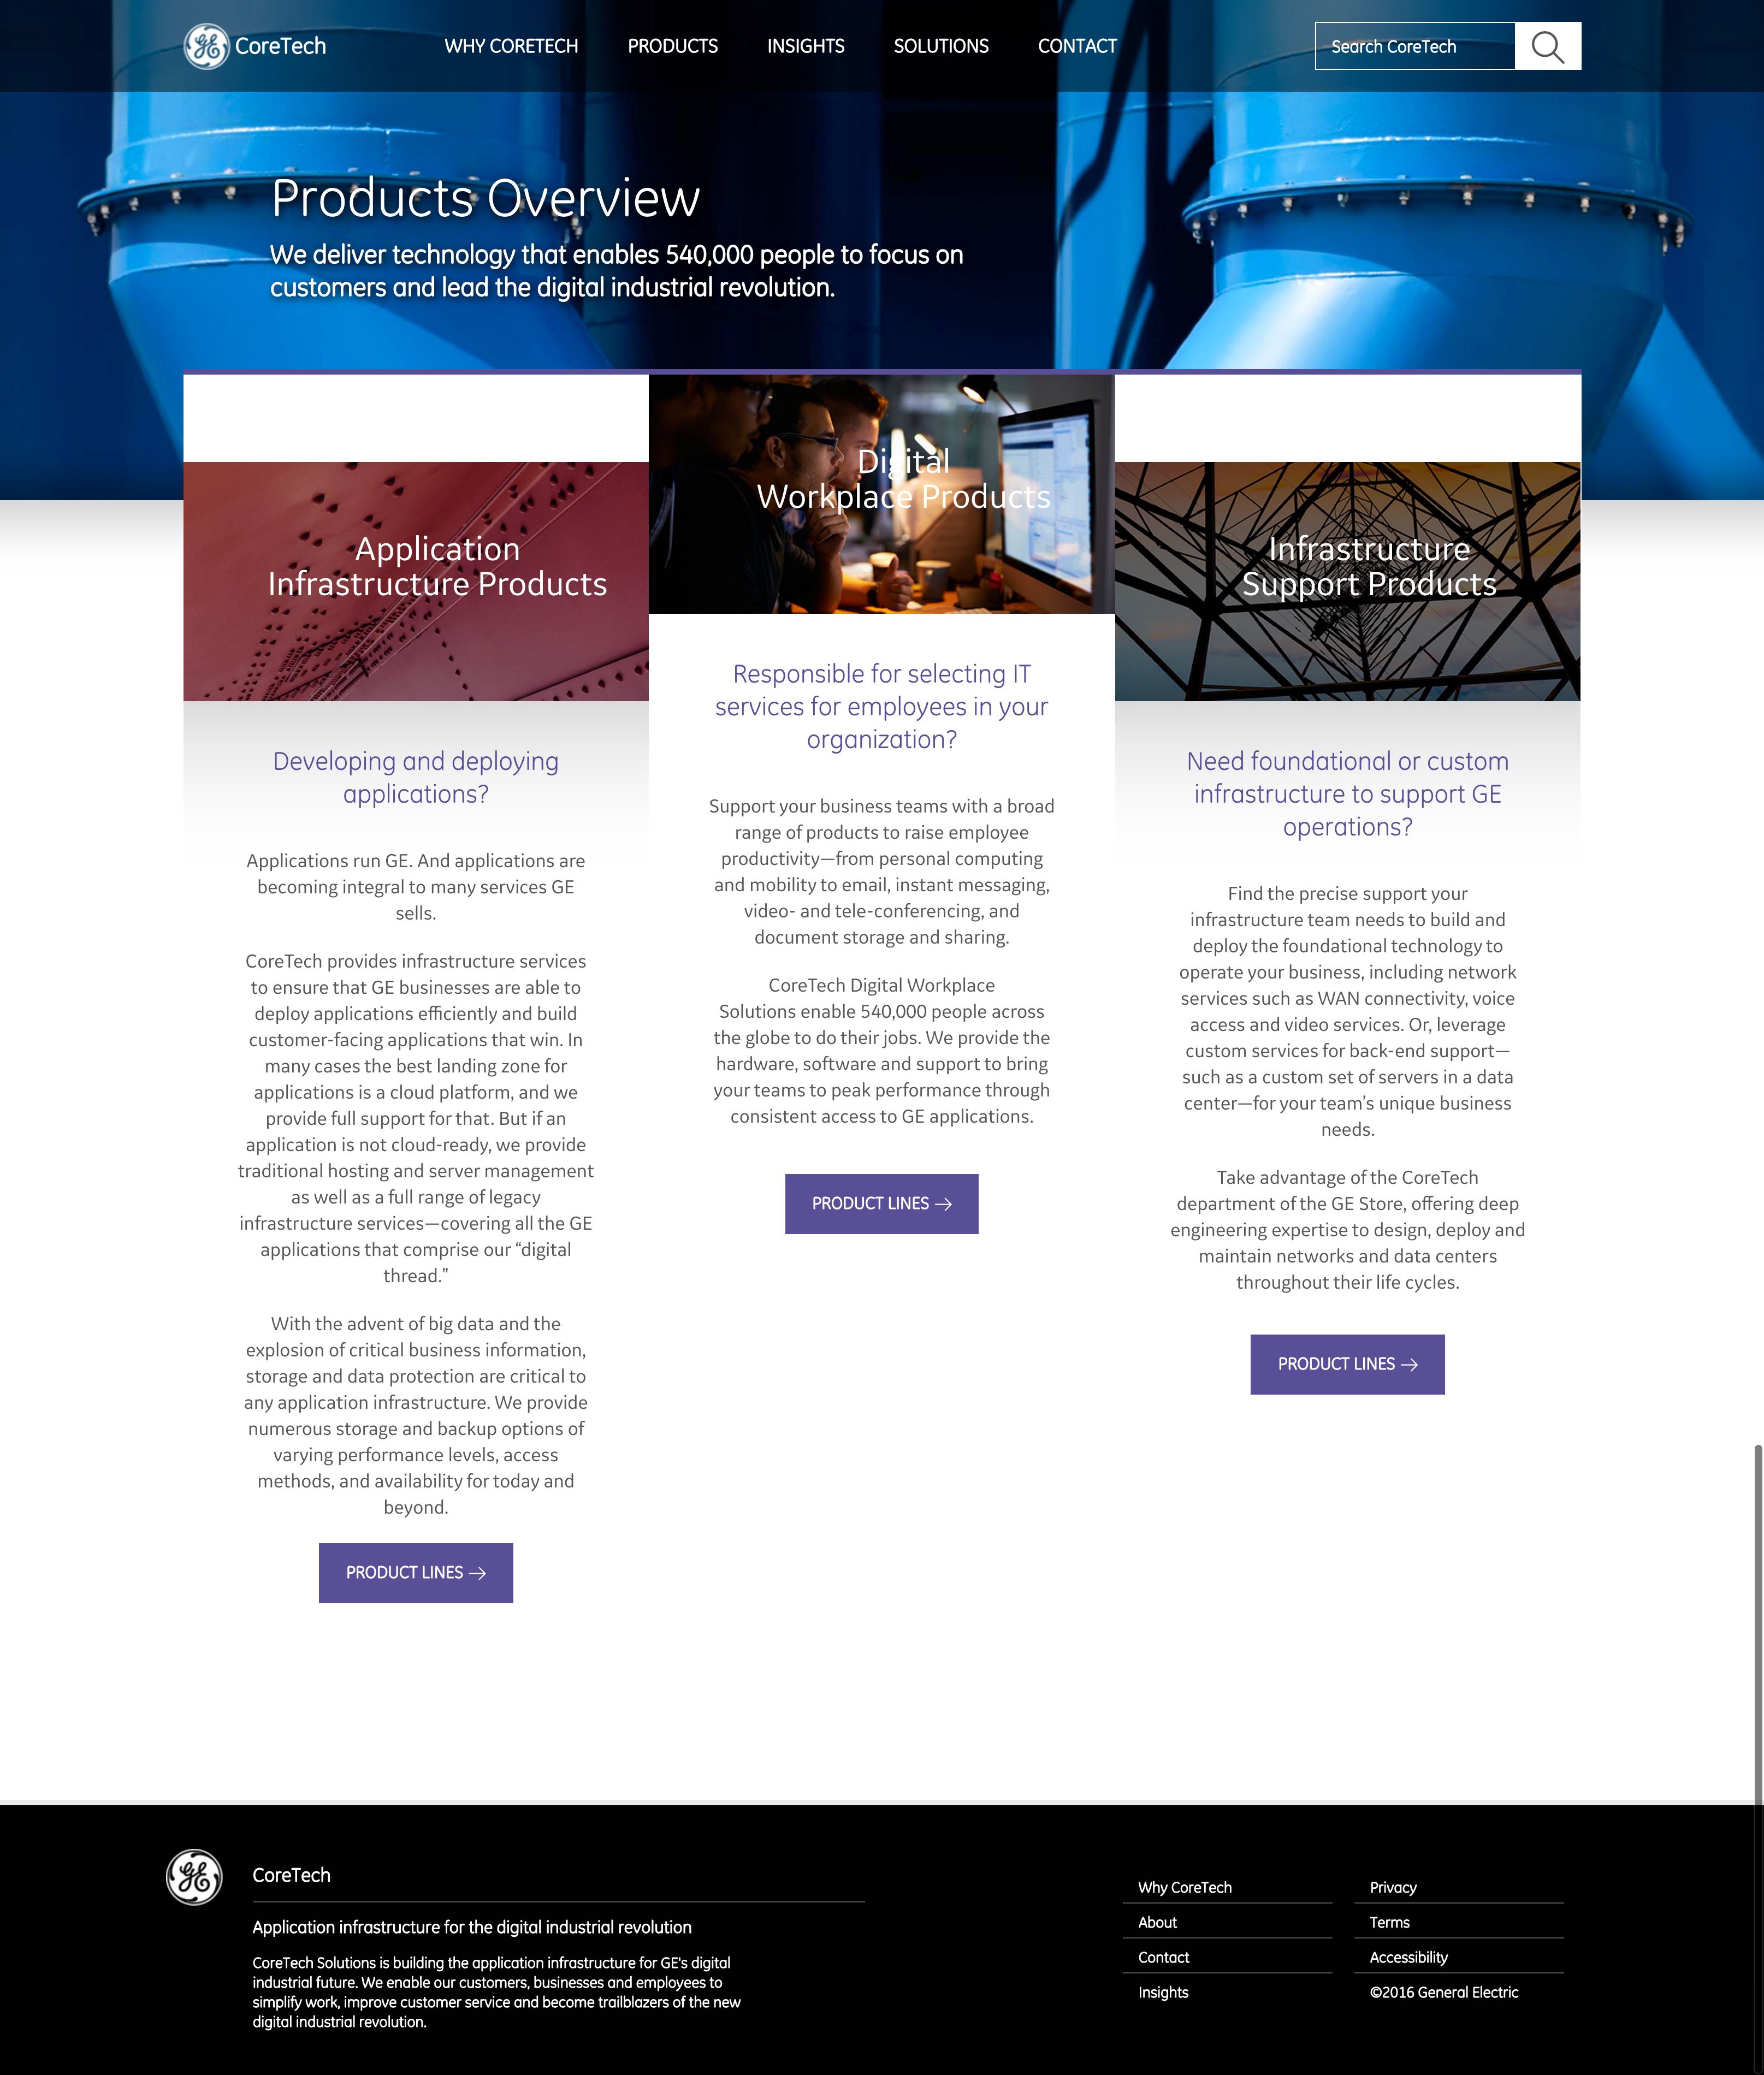 CoreTech
WHY CORETECH
PRODUCTS
INSIGHTS
SOLUTIONS
CONTACT
Search CoreTech
Products Overview
We deliver technology that enables 540,000 people to focus on
customers and lead the digital industrial revolution.
Application
Infrastructure Products
Developing and deploying
applications?
Applications run GE. And applications are
becoming integral to many services GE
sells.
CoreTech provides infrastructure services
to ensure that GE businesses are able to
deploy applications efficiently and build
customer-facing applications that win. In
many cases the best landing zone for
applications is a cloud platform, and we
provide full support for that. But if an
application is not cloud-ready, we provide
traditional hosting and server management
as well as a full range of legacy
infrastructure services—covering all the GE
applications that comprise our “digital
thread.”
With the advent of big data and the
explosion of critical business information,
storage and data protection are critical to
any application infrastructure. We provide
numerous storage and backup options of
varying performance levels, access
methods, and availability for today and
beyond.
PRODUCT LINES →
Digital
Workplace Products
Responsible for selecting IT
services for employees in your
organization?
Support your business teams with a broad
range of products to raise employee
productivity—from personal computing
and mobility to email, instant messaging,
video- and tele-conferencing, and
document storage and sharing.
CoreTech Digital Workplace
Solutions enable 540,000 people across
the globe to do their jobs. We provide the
hardware, software and support to bring
your teams to peak performance through
consistent access to GE applications.
PRODUCT LINES →
Infrastructure
Support Products
Need foundational or custom
infrastructure to support GE
operations?
Find the precise support your
infrastructure team needs to build and
deploy the foundational technology to
operate your business, including network
services such as WAN connectivity, voice
access and video services. Or, leverage
custom services for back-end support—
such as a custom set of servers in a data
center—for your team’s unique business
needs.
Take advantage of the CoreTech
department of the GE Store, offering deep
engineering expertise to design, deploy and
maintain networks and data centers
throughout their life cycles.
PRODUCT LINES →
GE
CoreTech
Application infrastructure for the digital industrial revolution
CoreTech Solutions is building the application infrastructure for GE's digital
industrial future. We enable our customers, businesses and employees to
simplify work, improve customer service and become trailblazers of the new
digital industrial revolution.
Why CoreTech
About
Contact
Insights
Privacy
Terms
Accessibility
©2016 General Electric